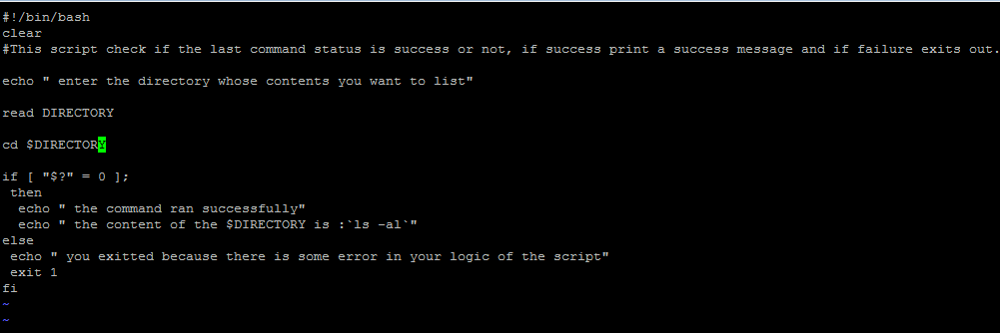 #!/bin/bash
clear
#This script check if the last command status is success or not, if success print a success message and if failure exits out.
echo " enter the directory whose contents you want to list"
read DIRECTORY
cd $DIRECTORY
if [ "$?" = 0 ];
then
echo " the command ran successfully"
echo " the content of the $DIRECTORY is :`ls -al`"
else
echo " you exitted because there is some error in your logic of the script"
exit 1
fi
~
~